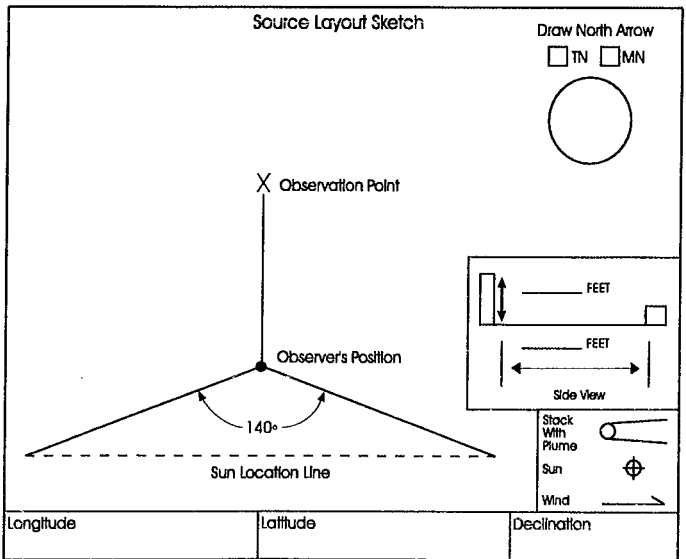 Source Layout Sketch
Draw North Arrow
TN MN
X Observation Point
FEET
Observer's Position
FEET
140°
Side View
Sun Location Line
Stack
With
Plume
Sun
Wind
Longitude
Latitude
Declination